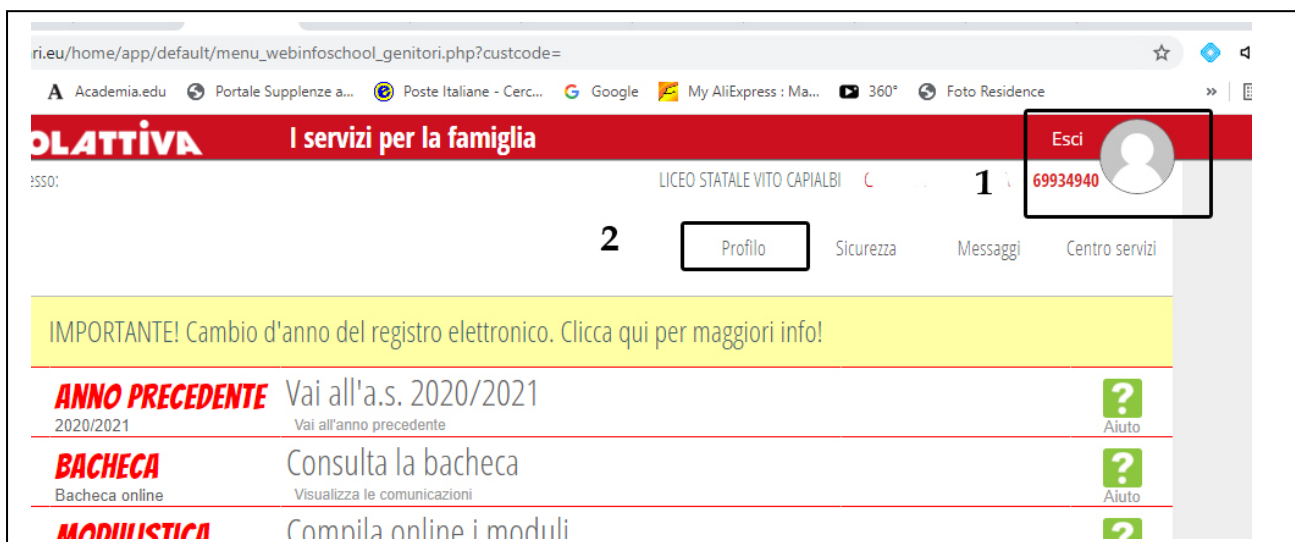 ri.eu/home/app/default/menu_webinfoschool_genitori.php?custcode=
Academia.edu Portale Supplenze a... Poste Italiane - Cerc... Google My AliExpress : Ma... 360° Foto Residence »
OLATTIVA I servizi per la famiglia Esci
esso: LICEO STATALE VITO CAPIALBI C 1 69934940
2 Profilo Sicurezza Messaggi Centro servizi
IMPORTANTE! Cambio d'anno del registro elettronico. Clicca qui per maggiori info!
ANNO PRECEDENTE Vai all'a.s. 2020/2021
2020/2021 Vai all'anno precedente Aiuto
BACHECA Consulta la bacheca
Bacheca online Visualizza le comunicazioni Aiuto
MODULISTICA Compila online i moduli